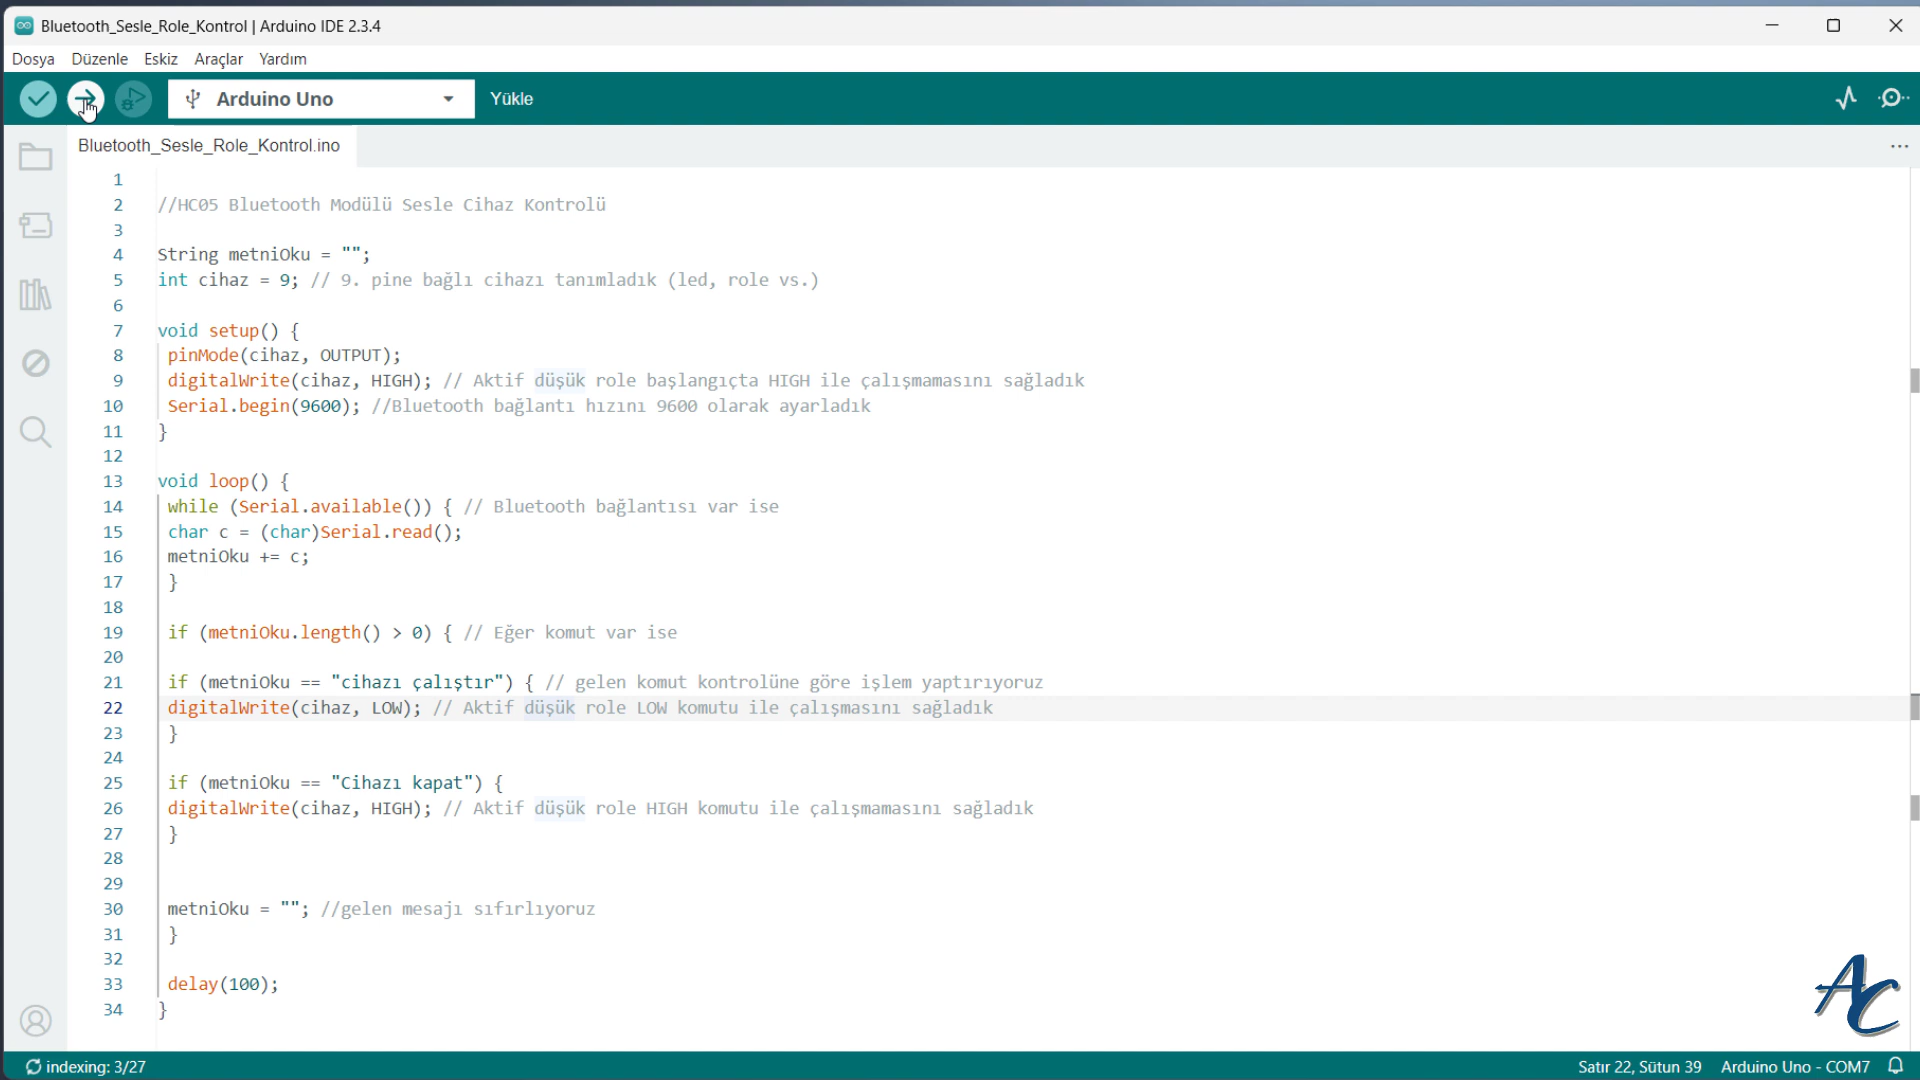 Bluetooth_Sesle_Role_Kontrol | Arduino IDE 2.3.4
Dosya Düzenle Eskiz Araçlar Yardım
Arduino Uno Yükle
Bluetooth_Sesle_Role_Kontrol.ino
1
2 //HC05 Bluetooth Modülü Sesle Cihaz Kontrolü
3
4 String metniOku = "";
5 int cihaz = 9; // 9. pine bağlı cihazı tanımladık (led, role vs.)
6
7 void setup() {
8 pinMode(cihaz, OUTPUT);
9 digitalWrite(cihaz, HIGH); // Aktif düşük role başlangıçta HIGH ile çalışmamasını sağladık
10 Serial.begin(9600); //Bluetooth bağlantı hızını 9600 olarak ayarladık
11 }
12
13 void loop() {
14 while (Serial.available()) { // Bluetooth bağlantısı var ise
15 char c = (char)Serial.read();
16 metniOku += c;
17 }
18
19 if (metniOku.length() > 0) { // Eğer komut var ise
20
21 if (metniOku == "cihazı çalıştır") { // gelen komut kontrolüne göre işlem yaptırıyoruz
22 digitalWrite(cihaz, LOW); // Aktif düşük role LOW komutu ile çalışmasını sağladık
23 }
24
25 if (metniOku == "Cihazı kapat") {
26 digitalWrite(cihaz, HIGH); // Aktif düşük role HIGH komutu ile çalışmamasını sağladık
27 }
28
29
30 metniOku = ""; //gelen mesajı sıfırlıyoruz
31 }
32
33 delay(100);
34 }
AC
indexing: 3/27 Satır 22, Sütun 39 Arduino Uno - COM7